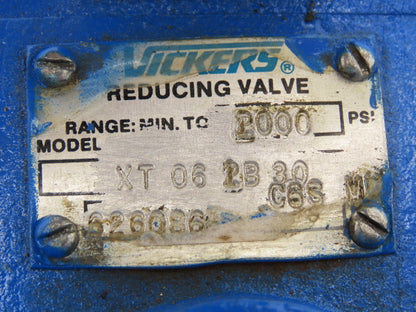 VICKERS®
REDUCING VALVE
RANGE: MIN. TO 2000 PSI
MODEL
XT 06 2B 30
C6S